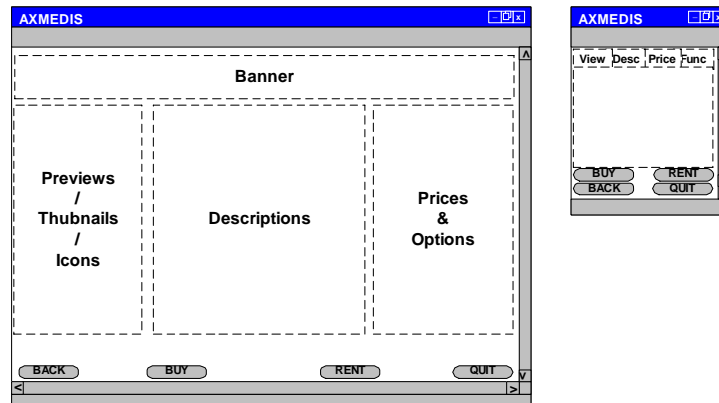 AXMEDIS
Banner
Previews
/
Thubnails
/
Icons
Descriptions
Prices
&
Options
BACK BUY RENT QUIT
AXMEDIS
View Desc Price Func
BUY RENT
BACK QUIT